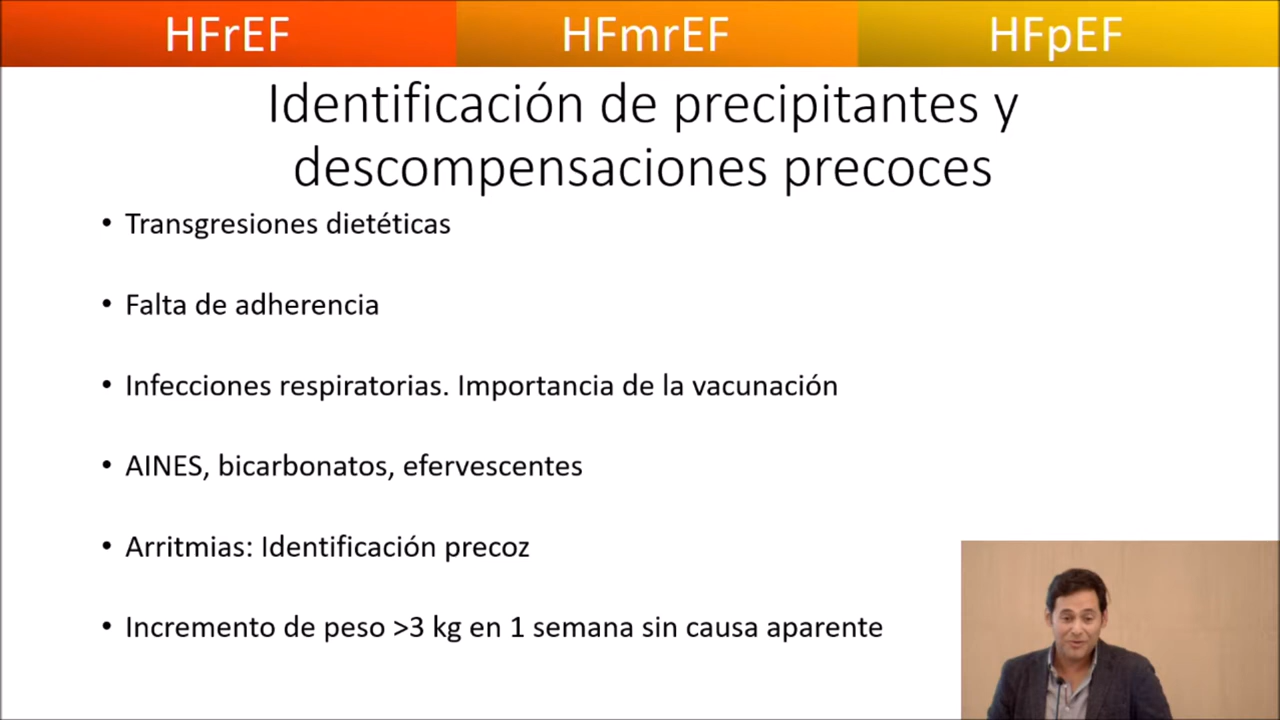 HFrEF HFmrEF HFpEF
Identificación de precipitantes y
descompensaciones precoces
• Transgresiones dietéticas
• Falta de adherencia
• Infecciones respiratorias. Importancia de la vacunación
• AINES, bicarbonatos, efervescentes
• Arritmias: Identificación precoz
• Incremento de peso >3 kg en 1 semana sin causa aparente